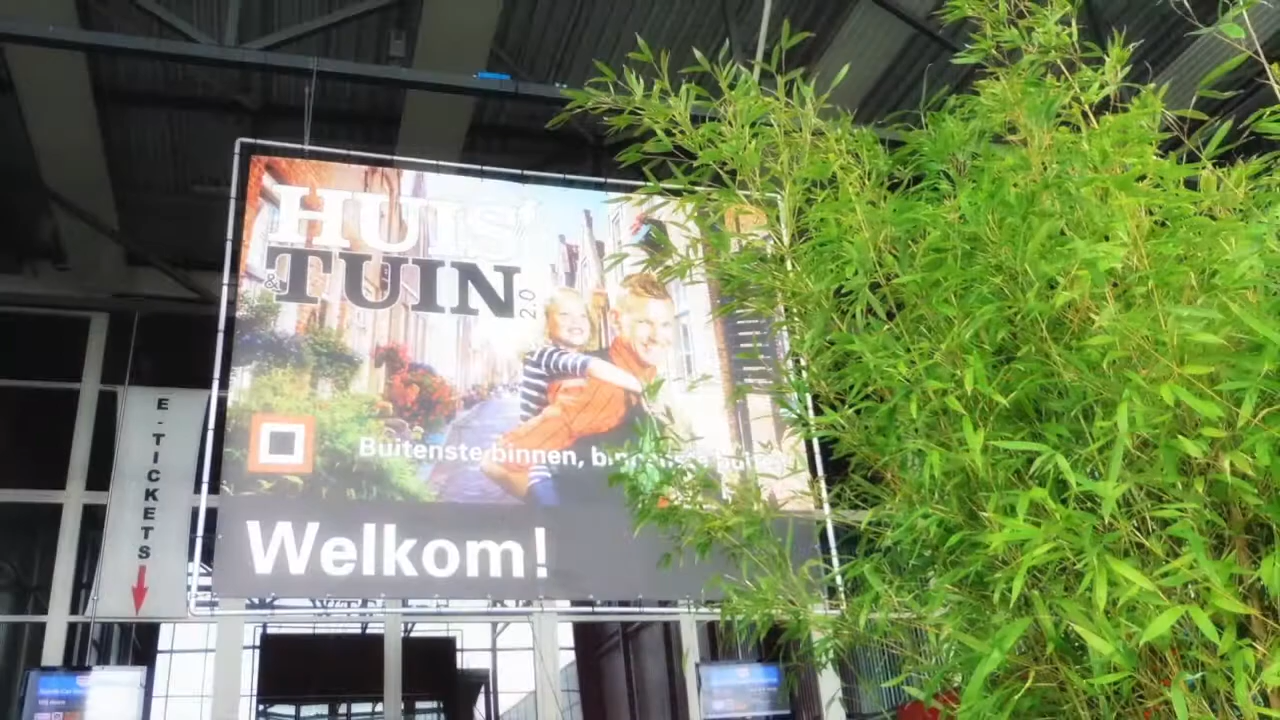 HUIS
&TUIN 2.0
Buitenste binnen,
Welkom!
E-TICKETS